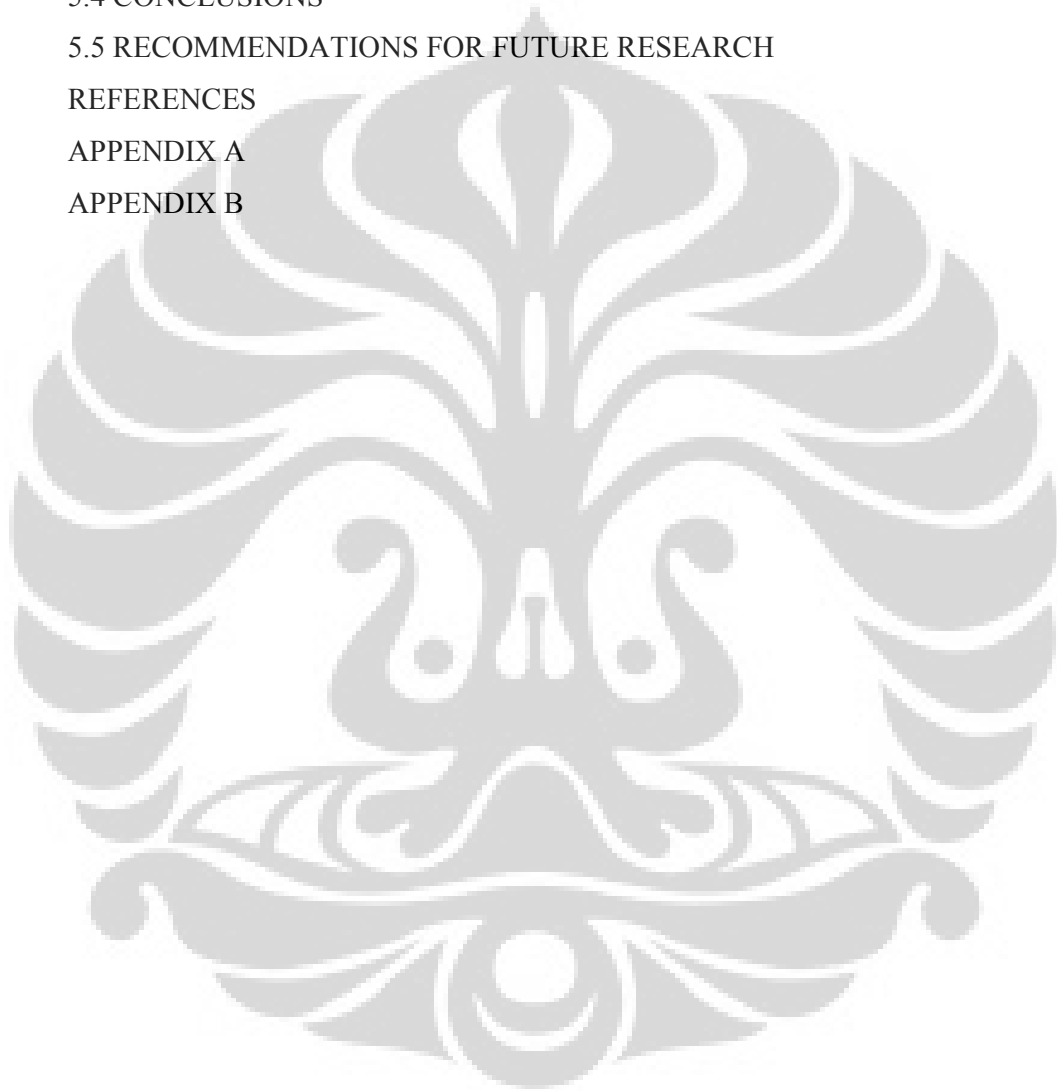 5.4 CONCLUSIONS
5.5 RECOMMENDATIONS FOR FUTURE RESEARCH
REFERENCES
APPENDIX A
APPENDIX B